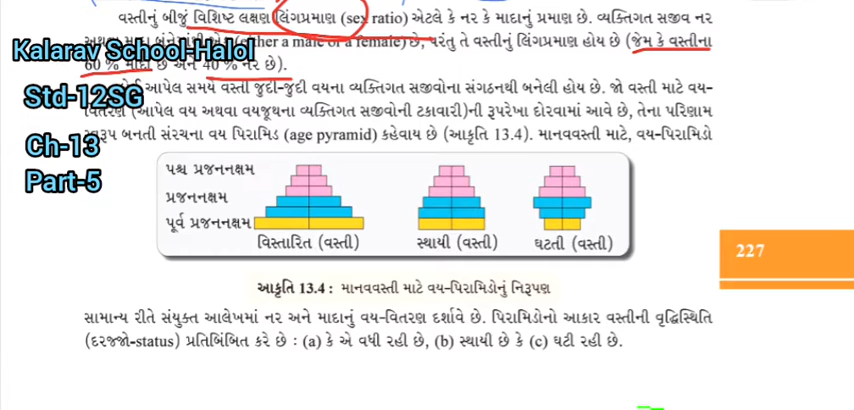 વસ્તીનું બીજું વિશિષ્ટ લક્ષણ લિંગપ્રમાણ (sex ratio) એટલે કે નર કે માદાનું પ્રમાણ છે. વ્યક્તિગત સજીવ નર
a male or a female) છે, પરંતુ તે વસ્તીનું લિંગપ્રમાણ હોય છે (જેમ કે વસ્તીના
Kalarav School-Halol
60 % માદા છે અને 40 % નર છે).
આપેલ સમયે વસ્તી જુદી-જુદી વયના વ્યક્તિગત સજીવોના સંગઠનથી બનેલી હોય છે. જો વસ્તી માટે વય-
Std-12SG
વિતરણ (આપેલ વય અથવા વયજૂથના વ્યક્તિગત સજીવોની ટકાવારી)ની રૂપરેખા દોરવામાં આવે છે, તેના પરિણામ
સ્વરૂપ બનતી સંરચના વય પિરામિડ (age pyramid) કહેવાય છે (આકૃતિ 13.4). માનવવસ્તી માટે, વય-પિરામિડો
Ch-13
Part-5
પશ્ચ પ્રજનનક્ષમ
પ્રજનનક્ષમ
પૂર્વ પ્રજનનક્ષમ
વિસ્તારિત (વસ્તી) સ્થાયી (વસ્તી) ઘટતી (વસ્તી)
227
આકૃતિ 13.4 : માનવવસ્તી માટે વય-પિરામિડોનું નિરૂપણ
સામાન્ય રીતે સંયુક્ત આલેખમાં નર અને માદાનું વય-વિતરણ દર્શાવે છે. પિરામિડોનો આકાર વસ્તીની વૃદ્ધિસ્થિતિ
(દરજ્જો-status) પ્રતિબિંબિત કરે છે : (a) કે એ વધી રહી છે, (b) સ્થાયી છે કે (c) ઘટી રહી છે.